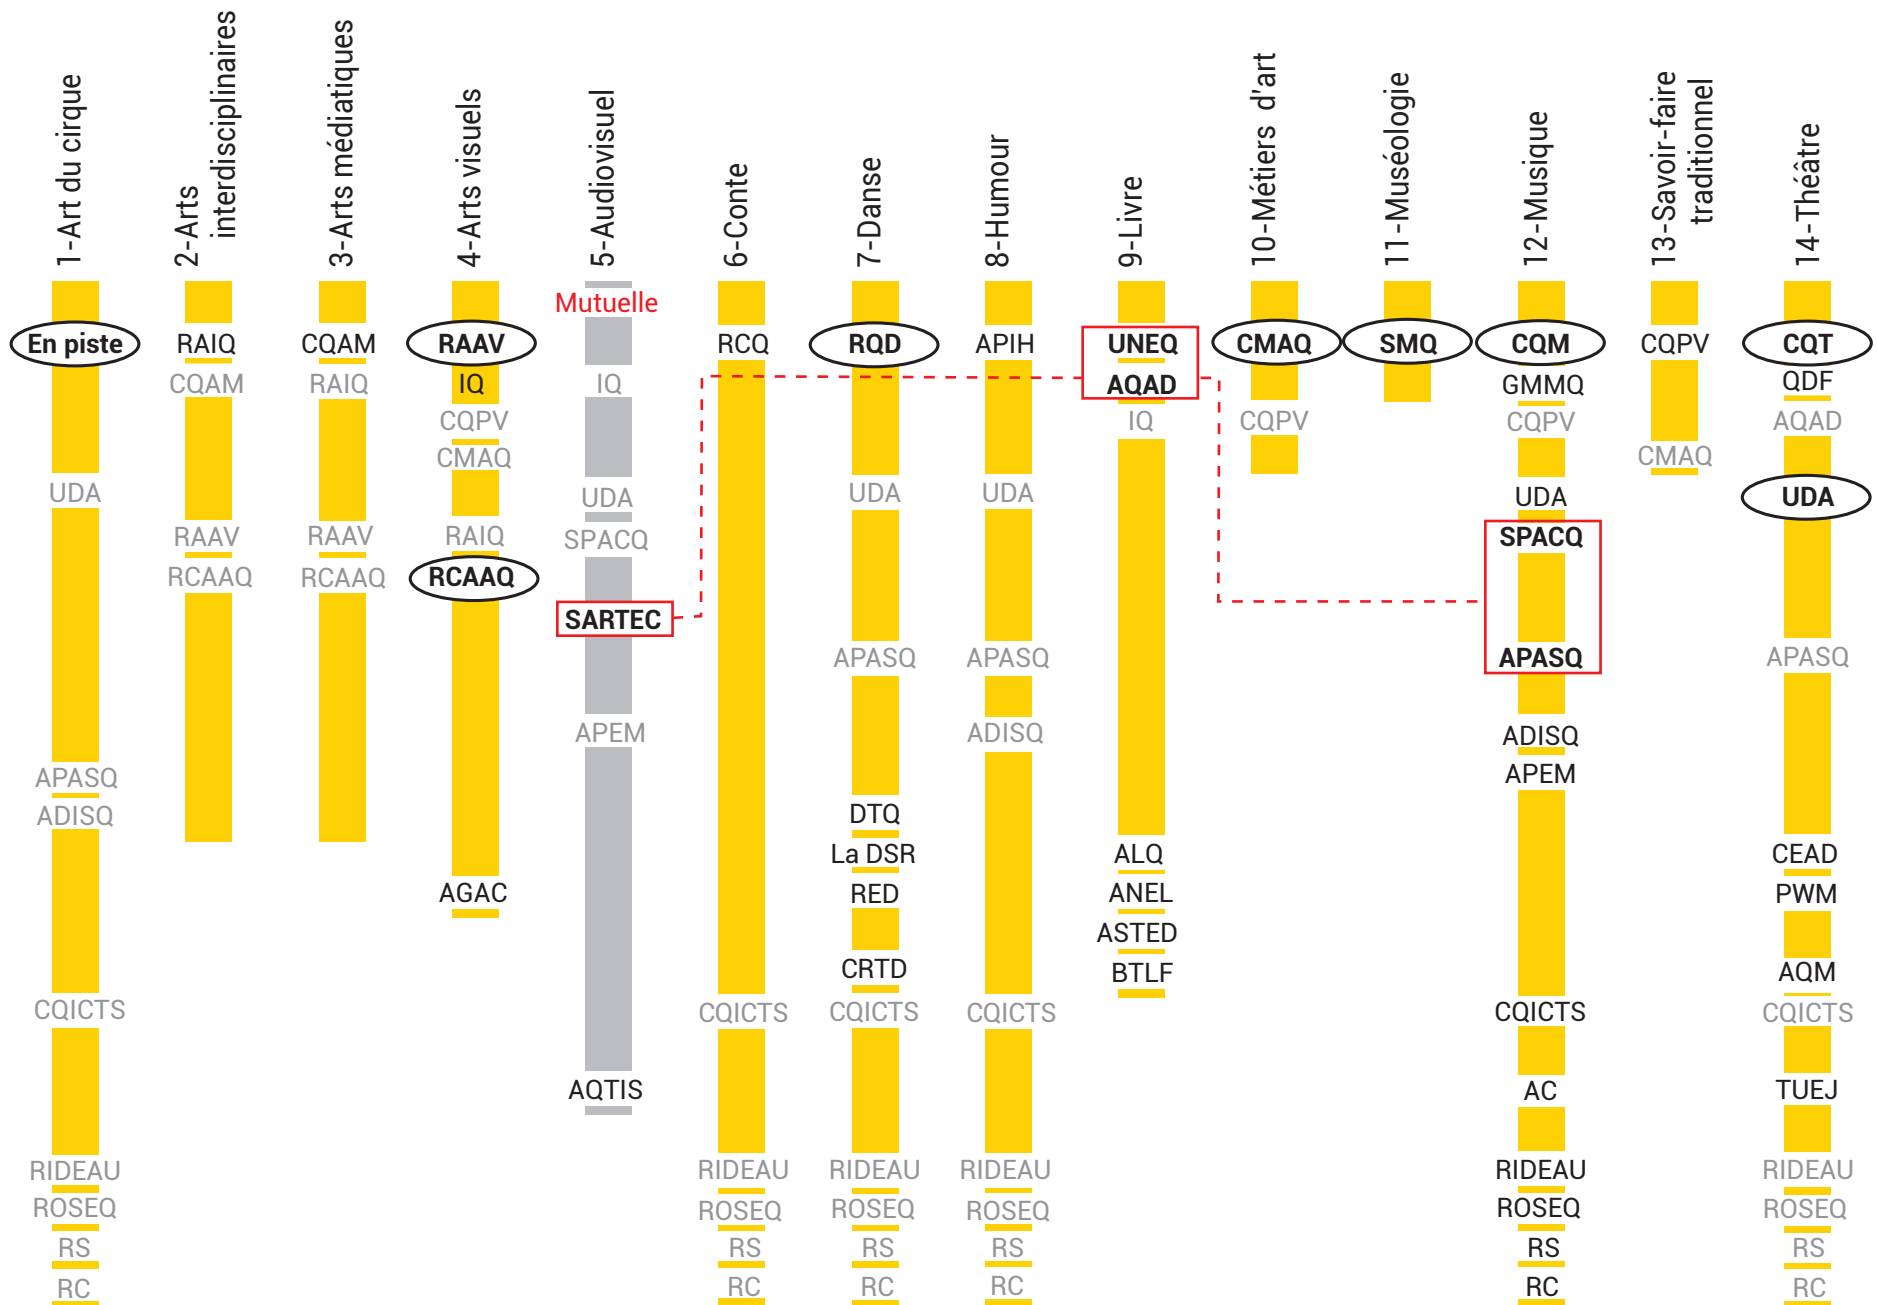 1-Art du cirque
En piste
UDA
APASQ
ADISQ
CQICTS
RIDEAU
ROSEQ
RS
RC
2-Arts
interdisciplinaires
RAIQ
CQAM
RAAV
RCAAQ
3-Arts médiatiques
CQAM
RAIQ
RAAV
RCAAQ
4-Arts visuels
RAAV
IQ
CQPV
CMAQ
RAIQ
RCAAQ
AGAC
5-Audiovisuel
Mutuelle
IQ
UDA
SPACQ
SARTEC
APEM
AQTIS
6-Conte
RCQ
CQICTS
RIDEAU
ROSEQ
RS
RC
7-Danse
RQD
UDA
APASQ
DTQ
La DSR
RED
CRTD
CQICTS
RIDEAU
ROSEQ
RS
RC
8-Humour
APIH
UDA
APASQ
ADISQ
CQICTS
RIDEAU
ROSEQ
RS
RC
9-Livre
UNEQ
AQAD
IQ
ALQ
ANEL
ASTED
BTLF
10-Métiers d'art
CMAQ
CQPV
11-Muséologie
SMQ
12-Musique
CQM
GMMQ
CQPV
UDA
SPACQ
APASQ
ADISQ
APEM
CQICTS
AC
RIDEAU
ROSEQ
RS
RC
13-Savoir-faire
traditionnel
CQPV
CMAQ
14-Théâtre
CQT
QDF
AQAD
UDA
APASQ
CEAD
PWM
AQM
CQICTS
TUEJ
RIDEAU
ROSEQ
RS
RC